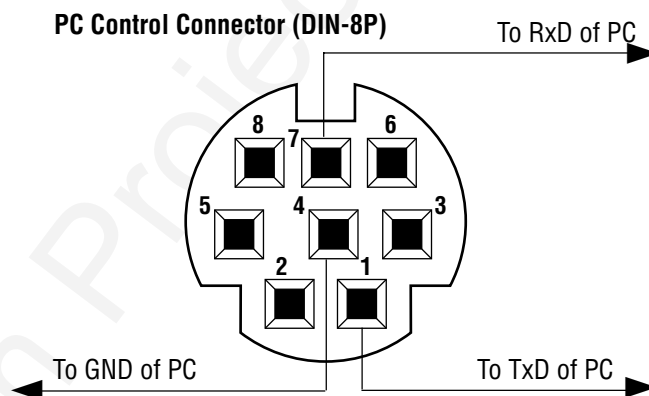 PC Control Connector (DIN-8P)
To RxD of PC
8
7
6
5
4
3
2
1
To GND of PC
To TxD of PC